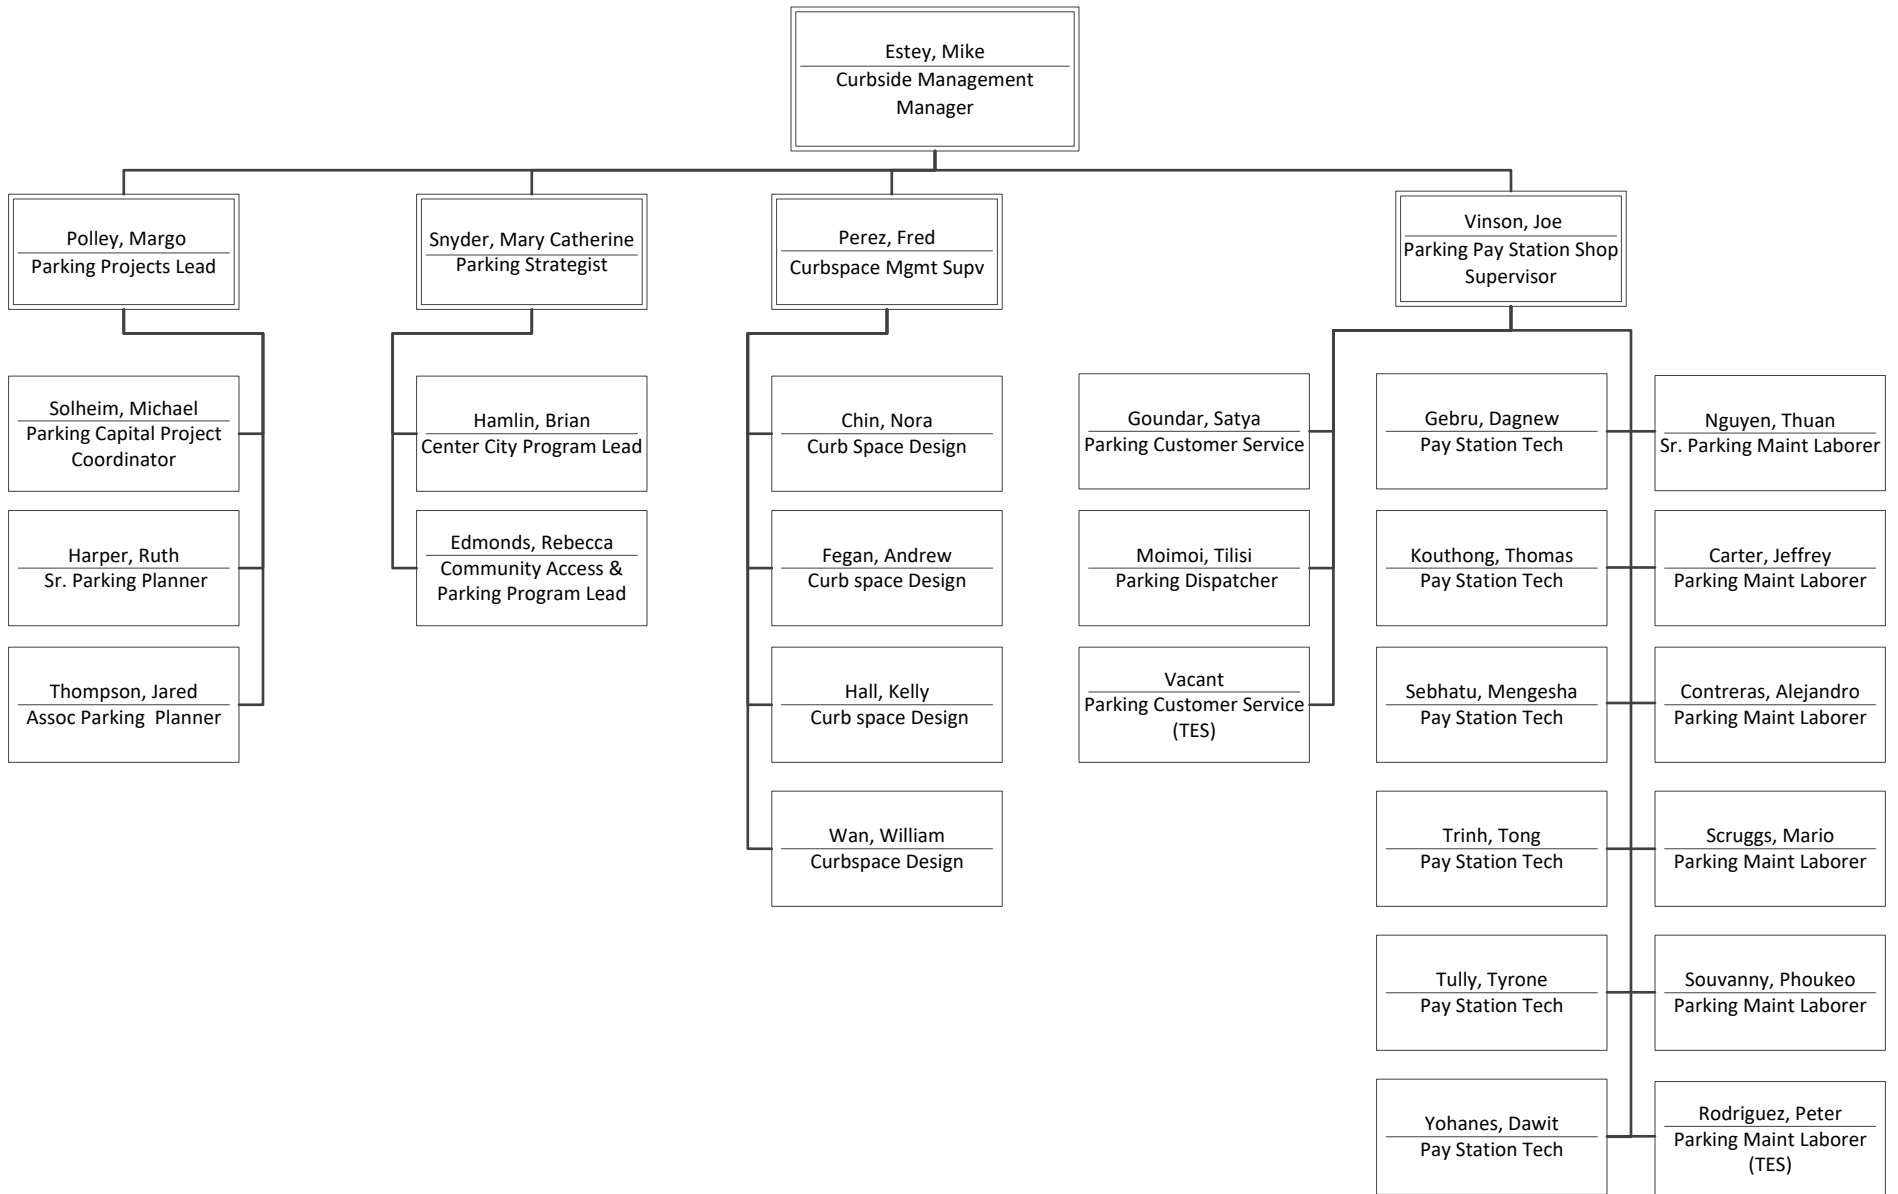 Estey, Mike
Curbside Management
Manager
Polley, Margo
Parking Projects Lead
Snyder, Mary Catherine
Parking Strategist
Perez, Fred
Curbspace Mgmt Supv
Vinson, Joe
Parking Pay Station Shop
Supervisor
Solheim, Michael
Parking Capital Project
Coordinator
Hamlin, Brian
Center City Program Lead
Chin, Nora
Curb Space Design
Goundar, Satya
Parking Customer Service
Gebru, Dagnew
Pay Station Tech
Nguyen, Thuan
Sr. Parking Maint Laborer
Harper, Ruth
Sr. Parking Planner
Edmonds, Rebecca
Community Access &
Parking Program Lead
Fegan, Andrew
Curb space Design
Moimoi, Tilisi
Parking Dispatcher
Kouthong, Thomas
Pay Station Tech
Carter, Jeffrey
Parking Maint Laborer
Thompson, Jared
Assoc Parking  Planner
Hall, Kelly
Curb space Design
Vacant
Parking Customer Service
(TES)
Sebhatu, Mengesha
Pay Station Tech
Contreras, Alejandro
Parking Maint Laborer
Wan, William
Curbspace Design
Trinh, Tong
Pay Station Tech
Scruggs, Mario
Parking Maint Laborer
Tully, Tyrone
Pay Station Tech
Souvanny, Phoukeo
Parking Maint Laborer
Yohanes, Dawit
Pay Station Tech
Rodriguez, Peter
Parking Maint Laborer
(TES)